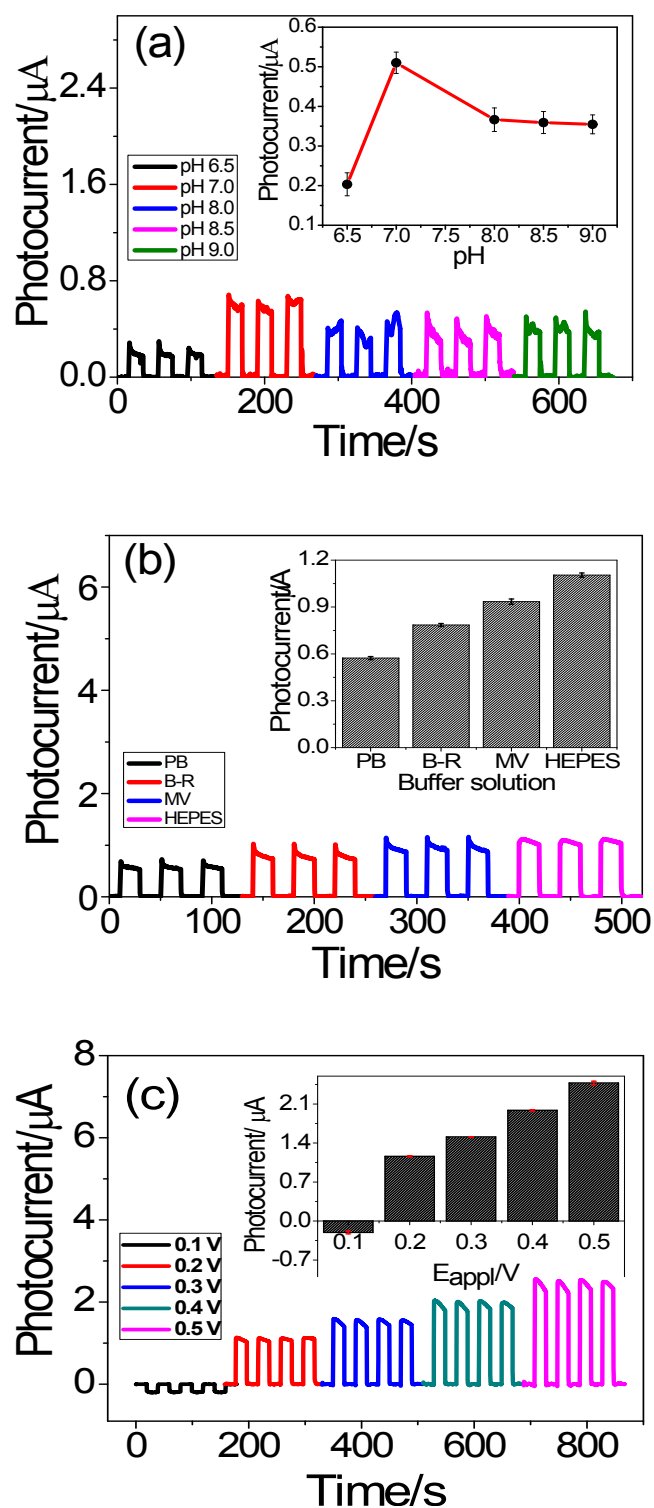 (a)
Photocurrent/μA
2.4
1.6
0.8
0.0
0 200 400 600
Time/s
pH 6.5
pH 7.0
pH 8.0
pH 8.5
pH 9.0
Photocurrent/μA
0.6
0.5
0.4
0.3
0.2
0.1
6.5 7.0 7.5 8.0 8.5 9.0
pH
(b)
Photocurrent/μA
6
4
2
0
0 100 200 300 400 500
Time/s
PB
B-R
MV
HEPES
Photocurrent/μA
1.2
0.9
0.6
0.3
0.0
PB B-R MV HEPES
Buffer solution
(c)
Photocurrent/μA
8
6
4
2
0
0 200 400 600 800
Time/s
0.1 V
0.2 V
0.3 V
0.4 V
0.5 V
Photocurrent/ μA
2.1
1.4
0.7
0.0
-0.7
0.1 0.2 0.3 0.4 0.5
Eappl/V